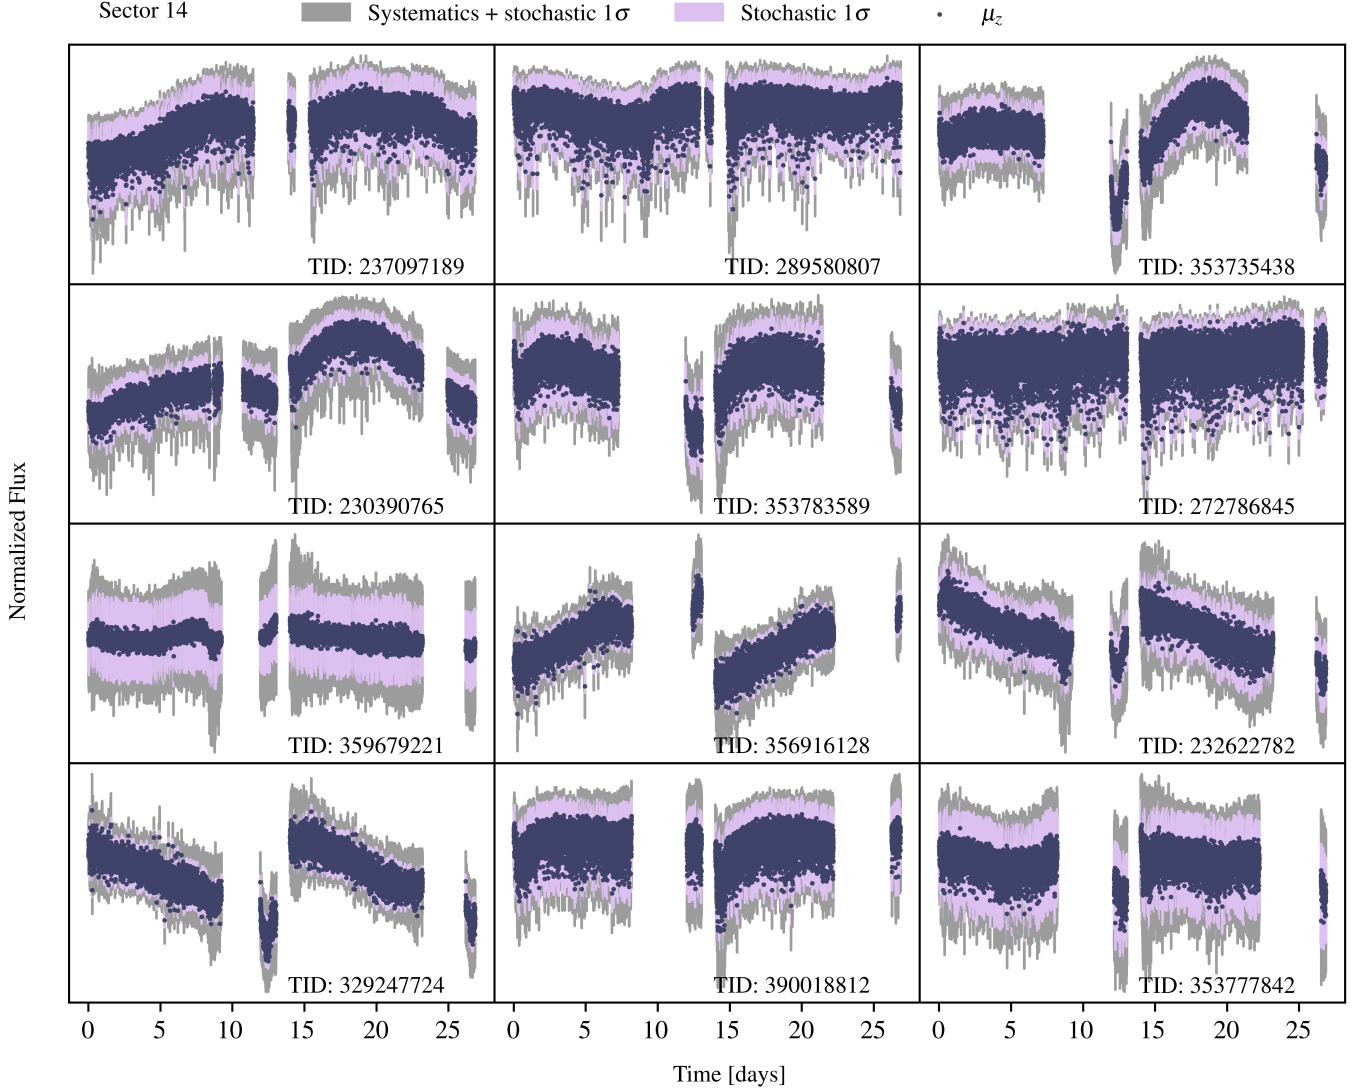 Sector 14 Systematics + stochastic 1σ Stochastic 1σ μz
TID: 237097189 TID: 289580807 TID: 353735438
TID: 230390765 TID: 353783589 TID: 272786845
Normalized Flux
TID: 359679221 TID: 356916128 TID: 232622782
TID: 329247724 TID: 390018812 TID: 353777842
0 5 10 15 20 25 0 5 10 15 20 25 0 5 10 15 20 25
Time [days]